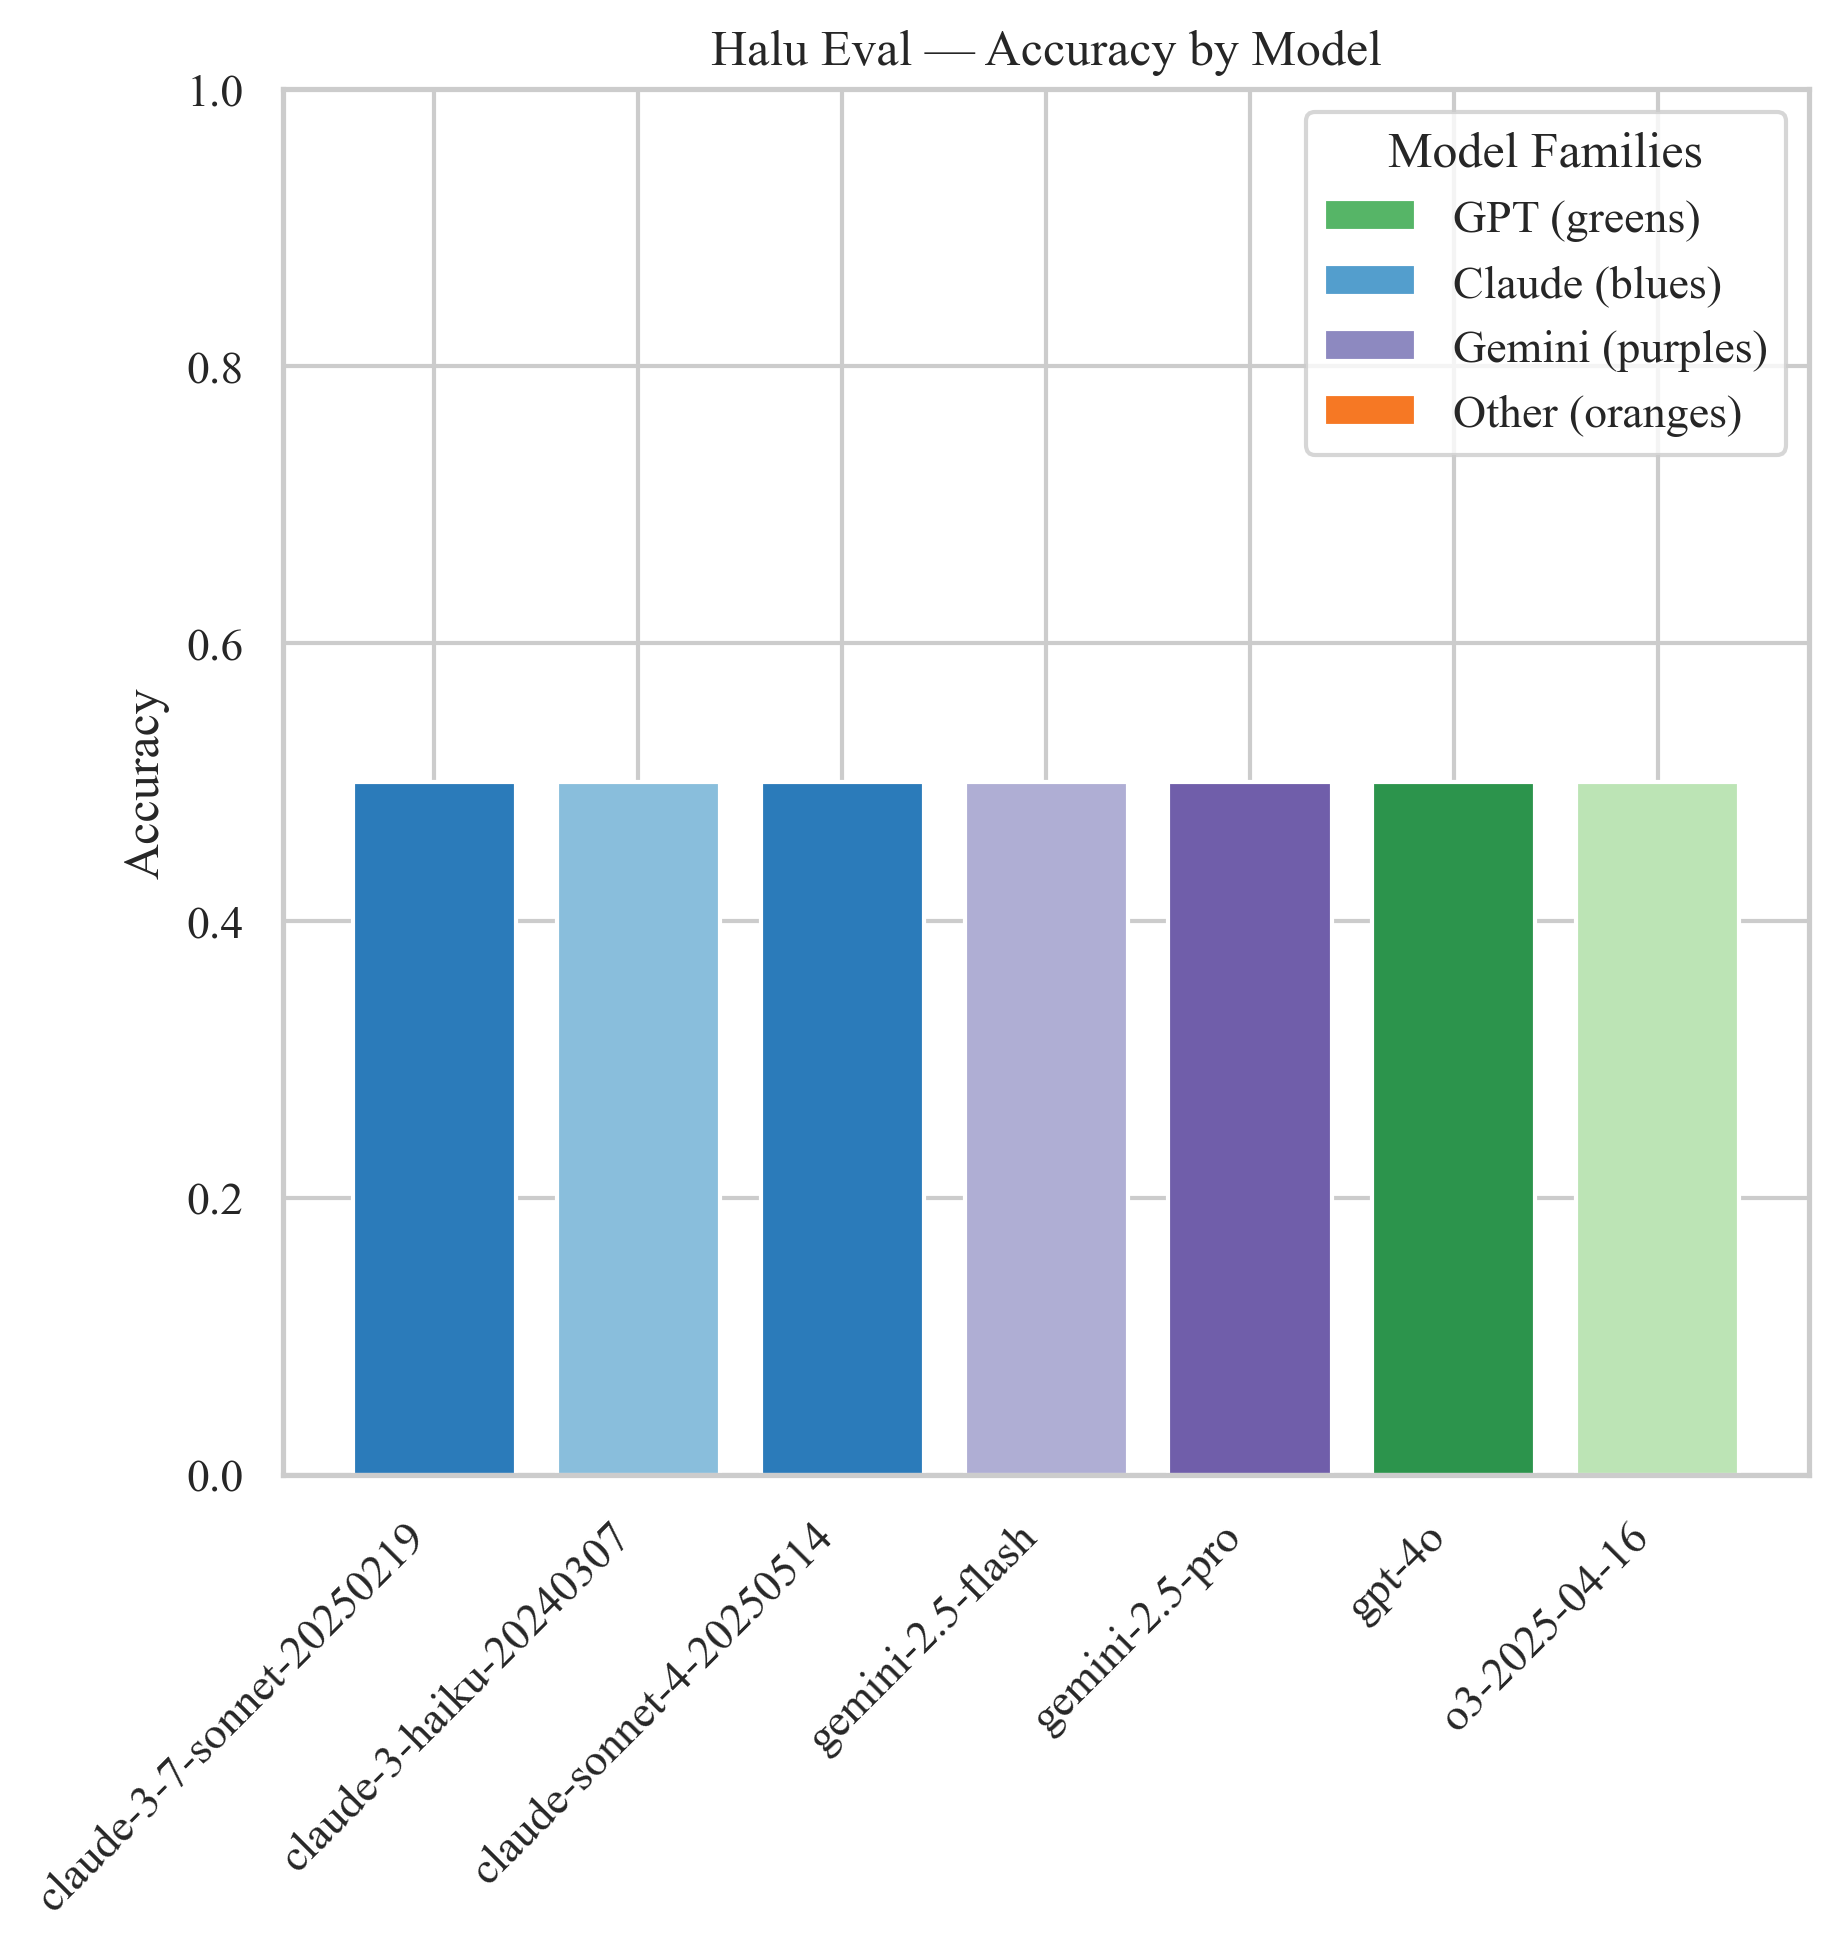 Halu Eval — Accuracy by Model
1.0
0.8
0.6
0.4
0.2
0.0
Accuracy
Model Families
GPT (greens)
Claude (blues)
Gemini (purples)
Other (oranges)
claude-3-7-sonnet-20250219
claude-3-haiku-20240307
claude-sonnet-4-20250514
gemini-2.5-flash
gemini-2.5-pro
gpt-4o
o3-2025-04-16